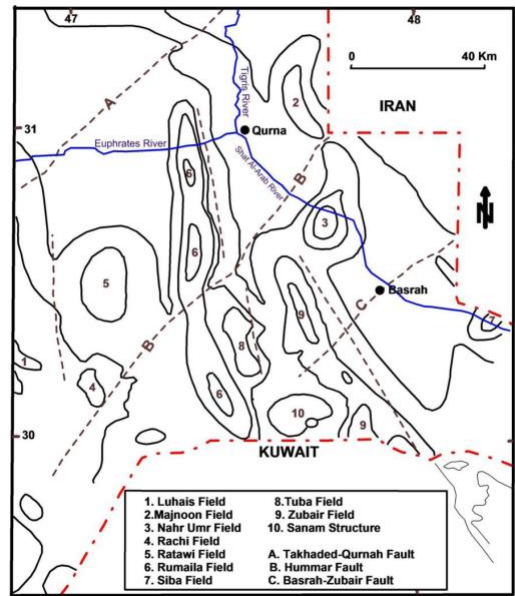 47
48
0 40 Km
A
2
IRAN
Tigris River
31
Qurna
Euphrates River
Shat Al-Arab River
6
B
N
3
6
5
Basrah
9
C
7
8
B
1
4
6
10
9
30
KUWAIT
1. Luhais Field
2.Majnoon Field
3. Nahr Umr Field
4. Rachi Field
5. Ratawi Field
6. Rumaila Field
7. Siba Field
8.Tuba Field
9. Zubair Field
10. Sanam Structure
A. Takhaded-Qurnah Fault
B. Hummar Fault
C. Basrah-Zubair Fault